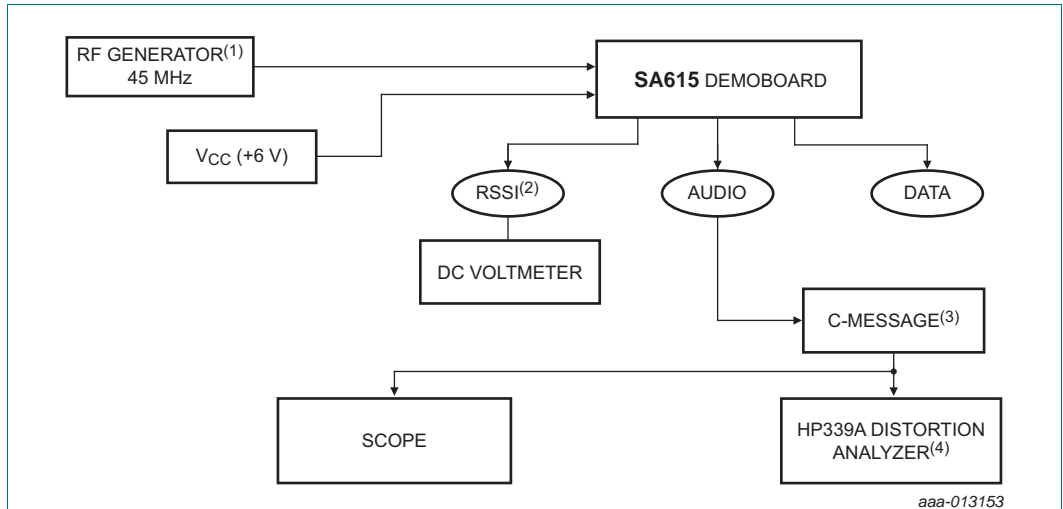 RF GENERATOR(1)
45 MHz
SA615 DEMOBOARD
VCC (+6 V)
RSSI(2)
AUDIO
DATA
DC VOLTMETER
C-MESSAGE(3)
SCOPE
HP339A DISTORTION
ANALYZER(4)
aaa-013153